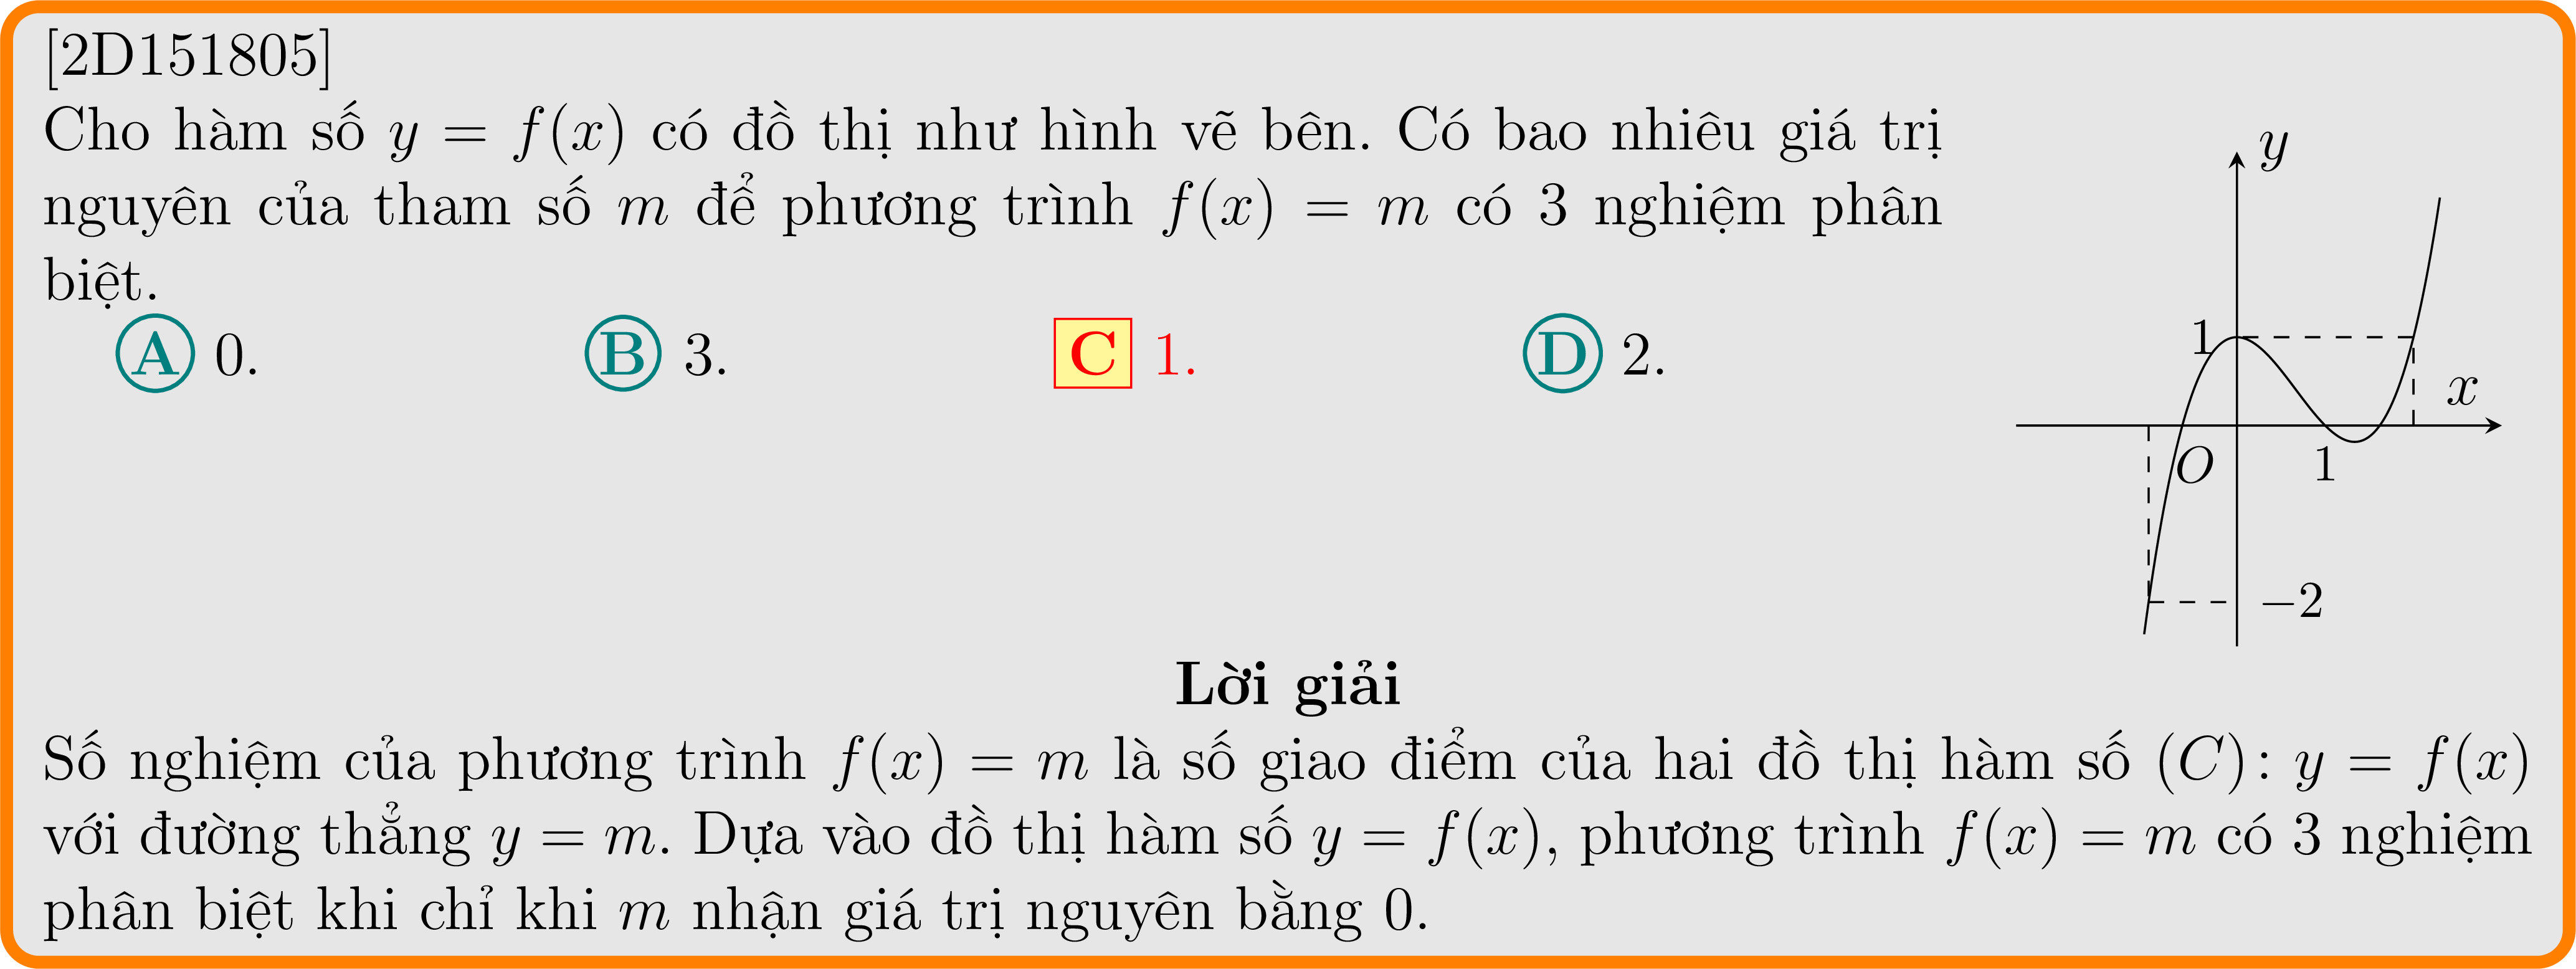 [2D151805]
Cho hàm số y = f(x) có đồ thị như hình vẽ bên. Có bao nhiêu giá trị
nguyên của tham số m để phương trình f(x) = m có 3 nghiệm phân
biệt.
A 0. B 3. C 1. D 2.
y
1
x
O
1
−2
Lời giải
Số nghiệm của phương trình f(x) = m là số giao điểm của hai đồ thị hàm số (C): y = f(x)
với đường thẳng y = m. Dựa vào đồ thị hàm số y = f(x), phương trình f(x) = m có 3 nghiệm
phân biệt khi chỉ khi m nhận giá trị nguyên bằng 0.